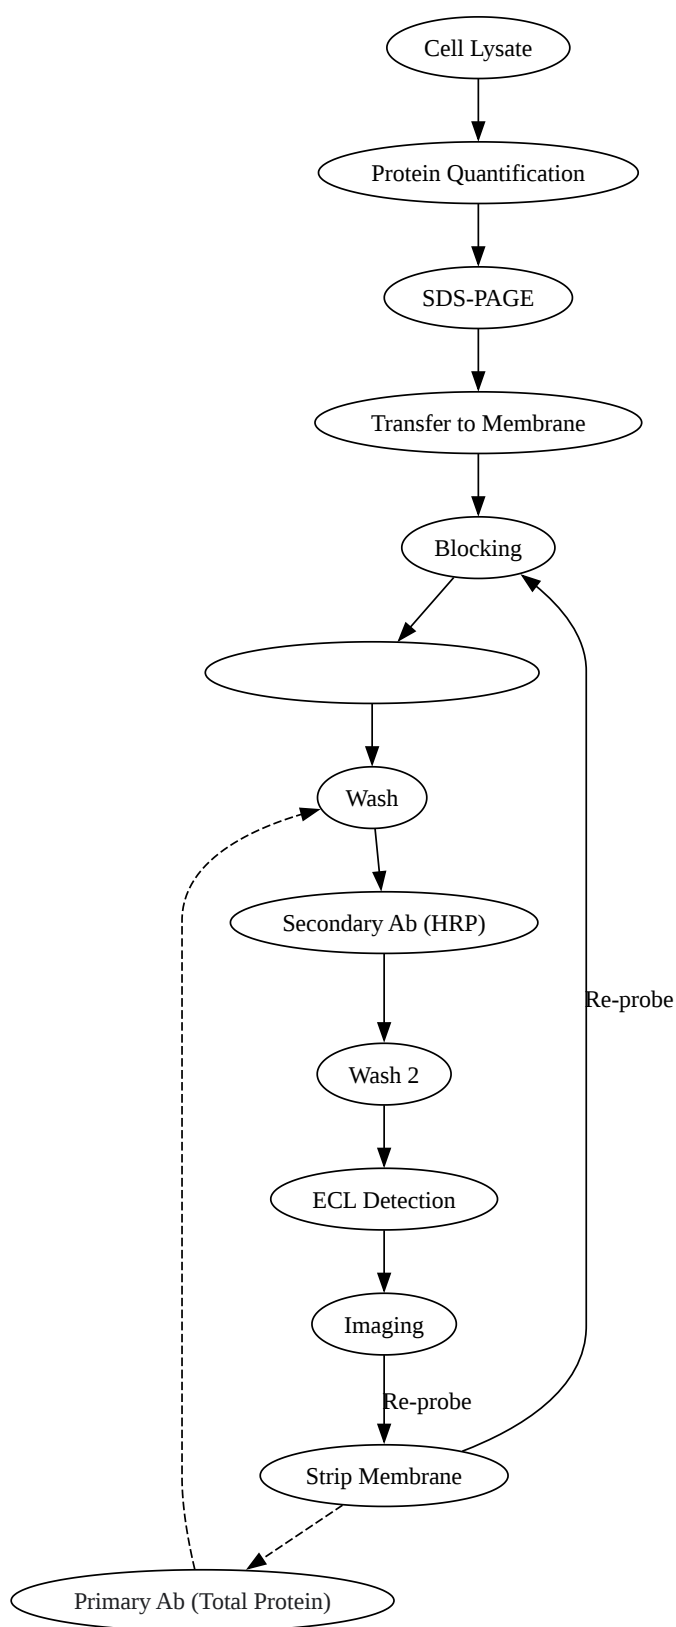 Cell Lysate
Protein Quantification
SDS-PAGE
Transfer to Membrane
Blocking
Wash
Secondary Ab (HRP)
Re-probe
Wash 2
ECL Detection
Imaging
Re-probe
Strip Membrane
Primary Ab (Total Protein)